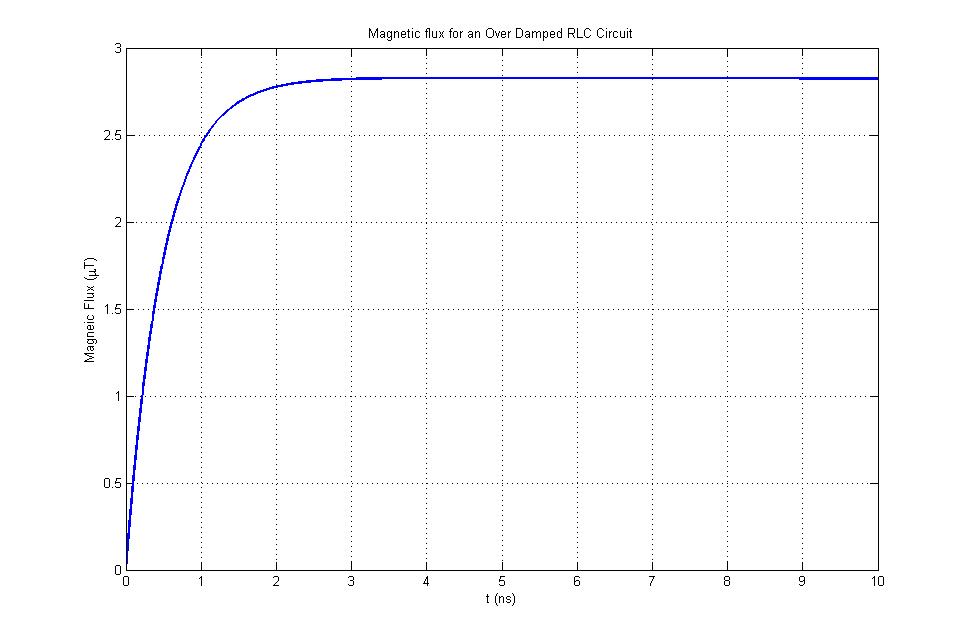 Magnetic flux for an Over Damped RLC Circuit
3
2.5
2
1.5
1
0.5
0
Magneic Flux (μT)
0 1 2 3 4 5 6 7 8 9 10
t (ns)